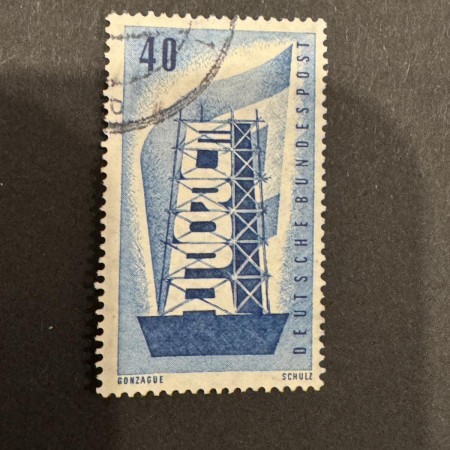 40
DEUTSCHE BUNDESPOST
EUROPA
GONZAGUE SCHULZ